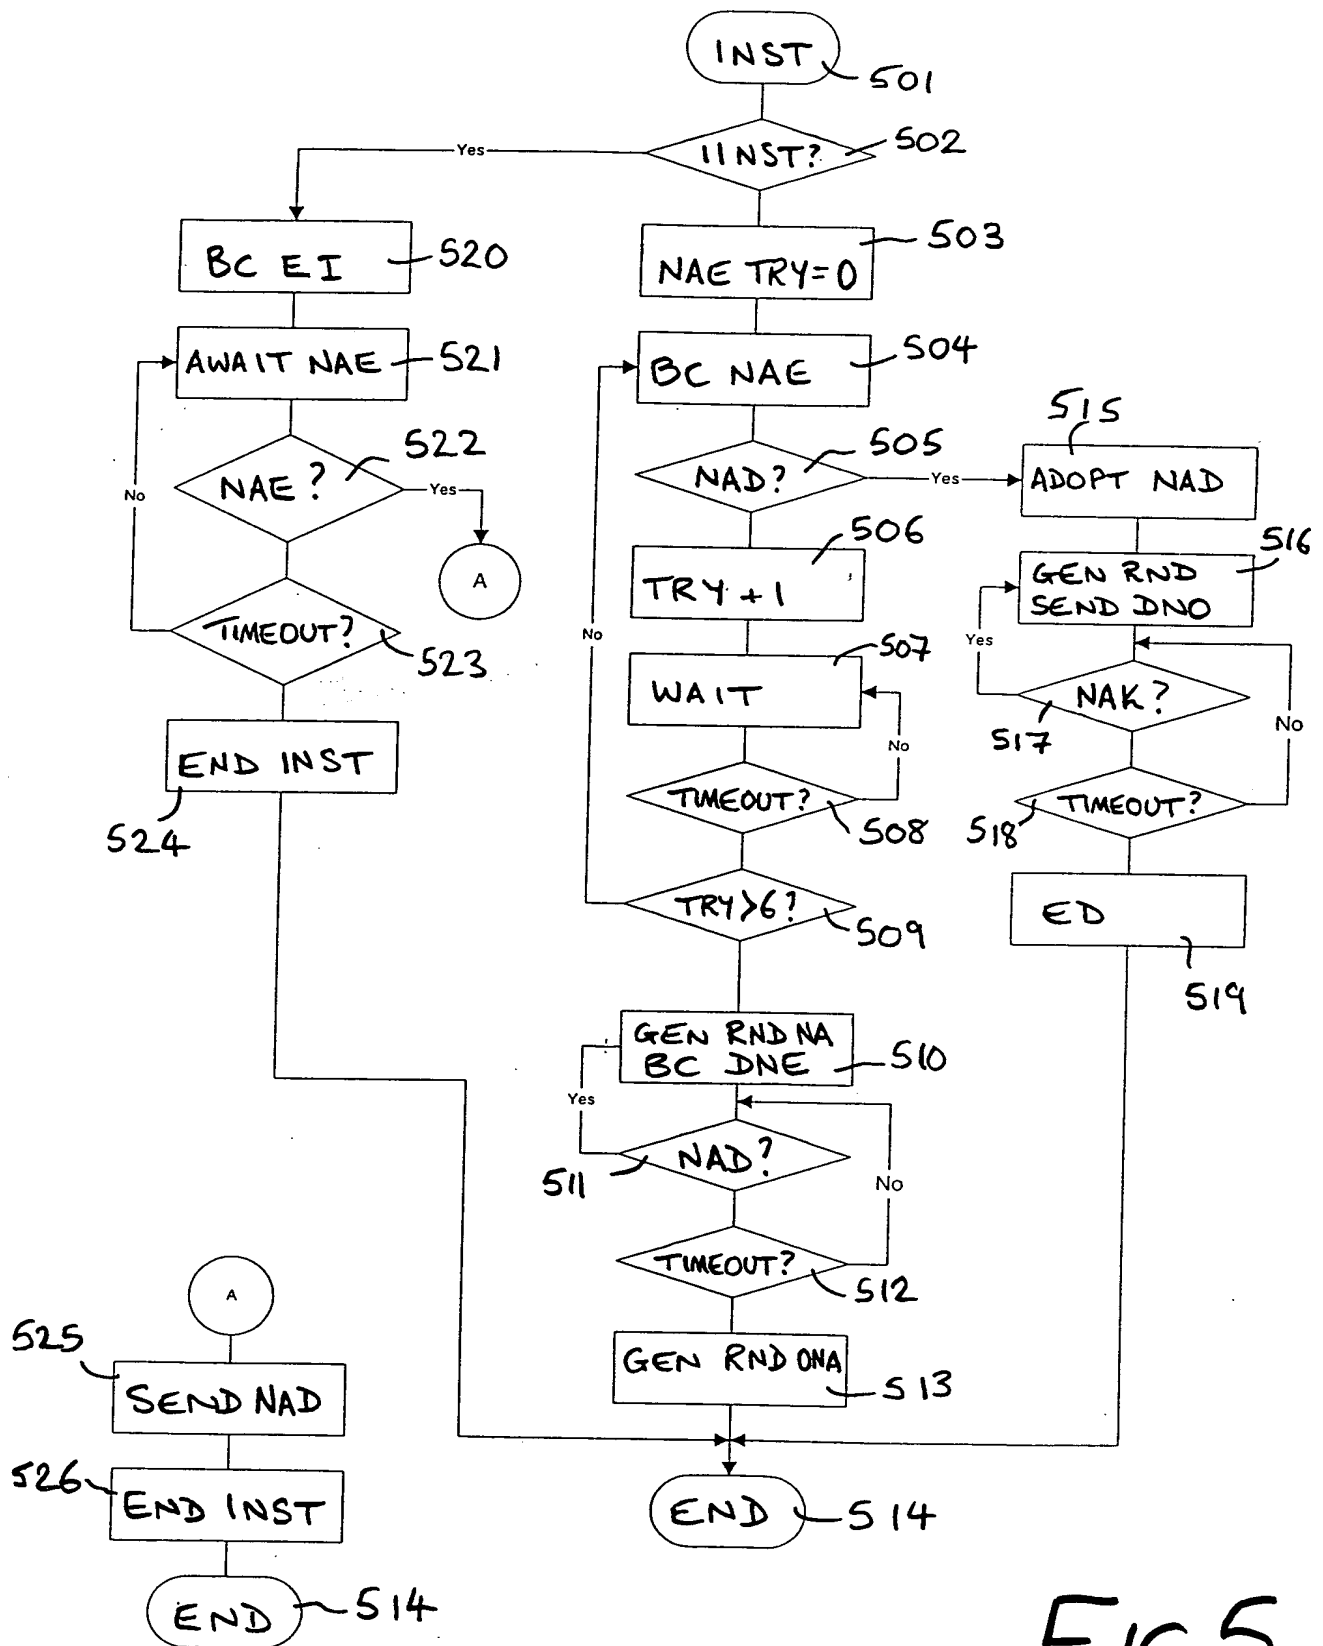 INST
501
IINST?
502
Yes
BC EI
520
NAE TRY=0
503
AWAIT NAE
521
BC NAE
504
NAE?
522
Yes
No
A
NAD?
505
Yes
ADOPT NAD
515
TRY +1
506
GEN RND
SEND DNO
516
TIMEOUT?
523
No
WAIT
507
No
Yes
NAK?
517
No
END INST
524
TIMEOUT?
508
TIMEOUT?
518
TRY>6?
509
ED
519
GEN RND NA
BC DNE
510
Yes
NAD?
511
No
TIMEOUT?
512
GEN RND ONA
513
END
514
A
525
SEND NAD
526
END INST
END
514
Fig 5